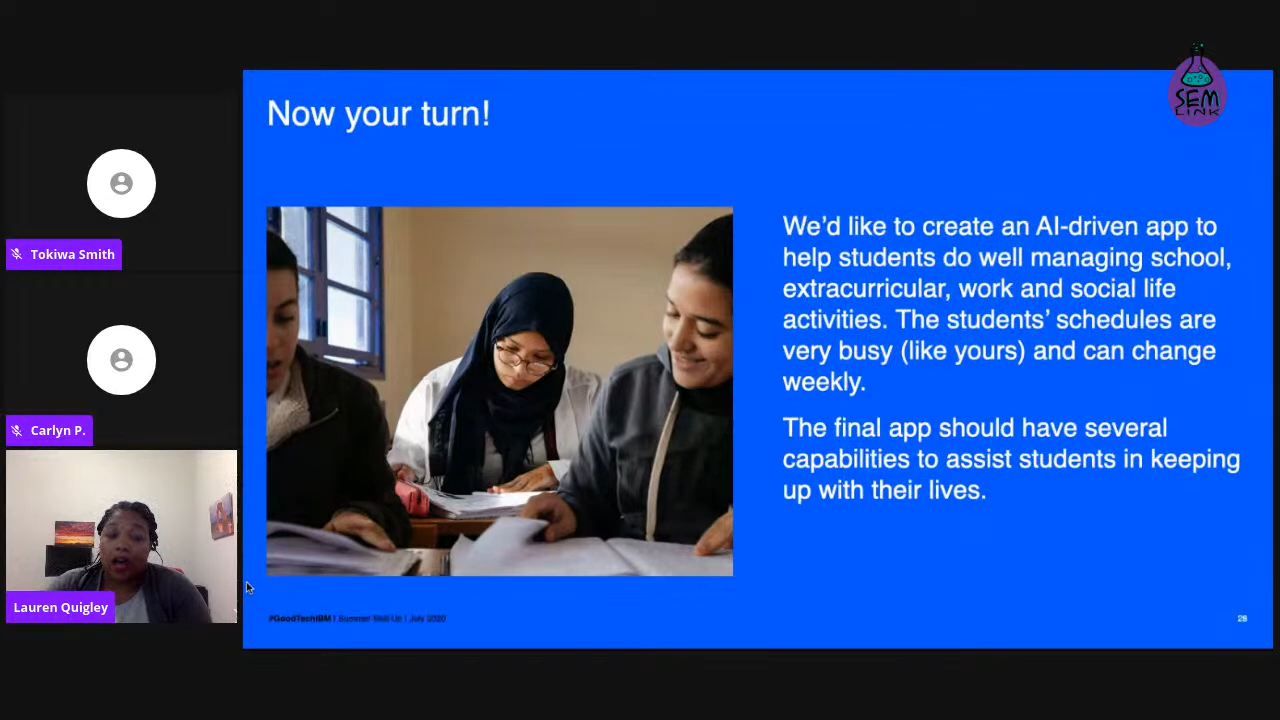 Now your turn!
SEM
LINK
Tokiwa Smith
Carlyn P.
Lauren Quigley
We'd like to create an AI-driven app to
help students do well managing school,
extracurricular, work and social life
activities. The students' schedules are
very busy (like yours) and can change
weekly.
The final app should have several
capabilities to assist students in keeping
up with their lives.
#GoodTechIBM | Summer Skill Up | July 2020
28